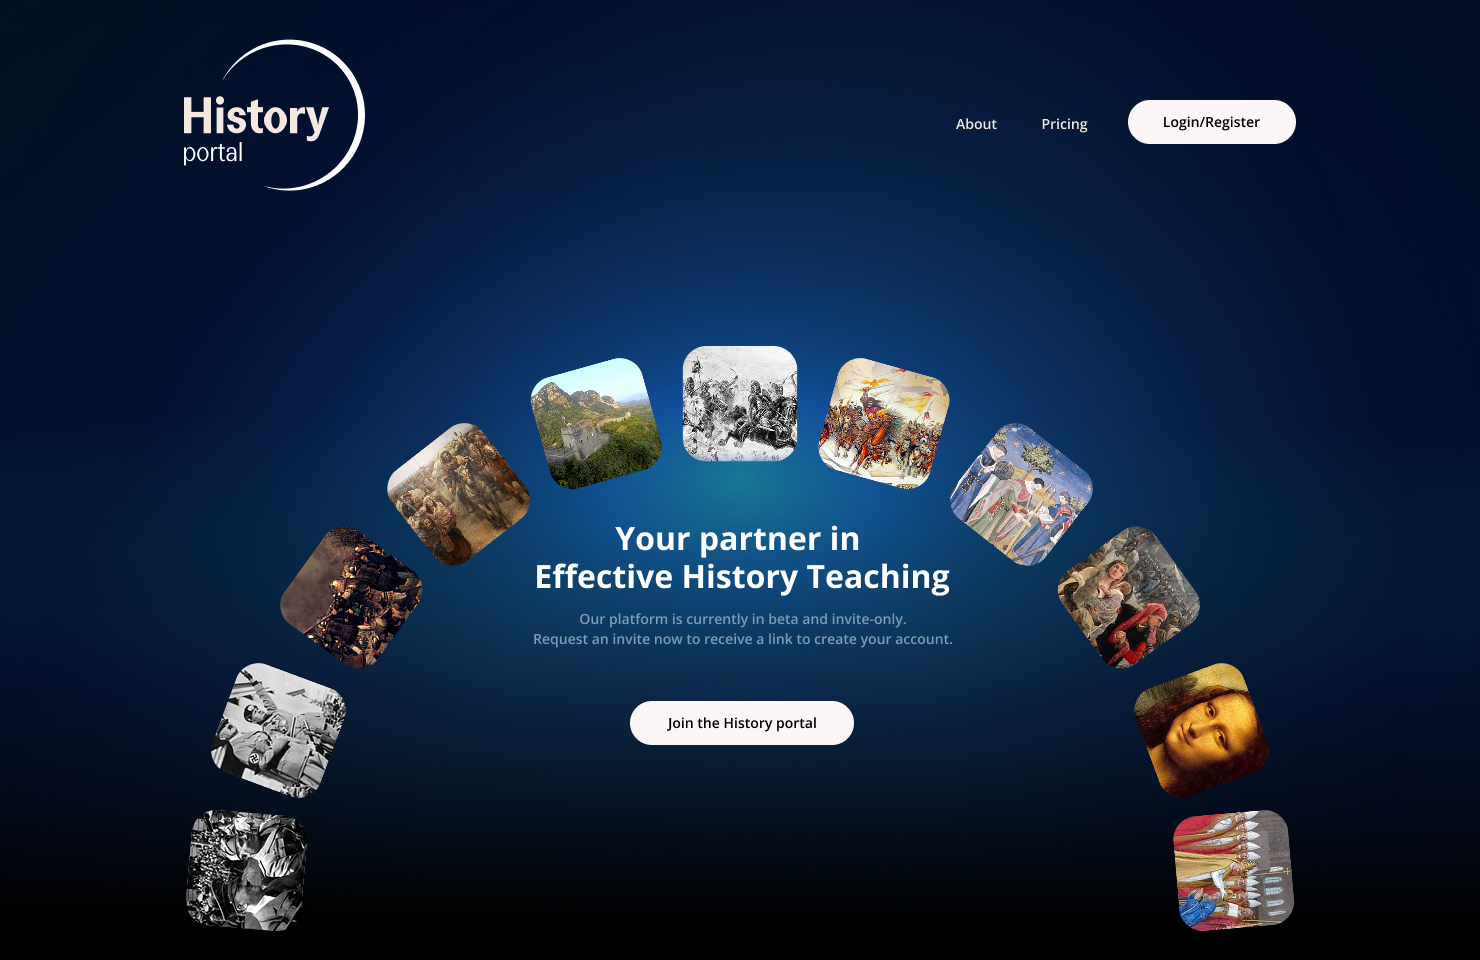 History
portal
About
Pricing
Login/Register
Your partner in
Effective History Teaching
Our platform is currently in beta and invite-only.
Request an invite now to receive a link to create your account.
Join the History portal